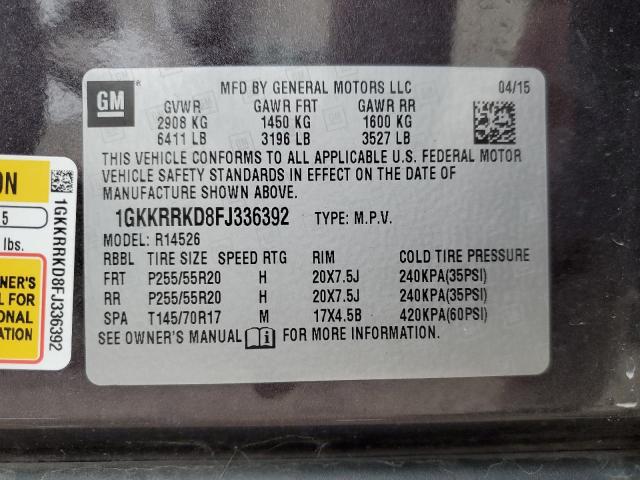 GM
MFD BY GENERAL MOTORS LLC 04/15
GVWR GAWR FRT GAWR RR
2908 KG 1450 KG 1600 KG
6411 LB 3196 LB 3527 LB
THIS VEHICLE CONFORMS TO ALL APPLICABLE U.S. FEDERAL MOTOR
VEHICLE SAFETY STANDARDS IN EFFECT ON THE DATE OF
MANUFACTURE SHOWN ABOVE.
1GKKRRKD8FJ336392 TYPE: M.P.V.
MODEL: R14526
RBBL TIRE SIZE SPEED RTG RIM COLD TIRE PRESSURE
FRT P255/55R20 H 20X7.5J 240KPA(35PSI)
RR P255/55R20 H 20X7.5J 240KPA(35PSI)
SPA T145/70R17 M 17X4.5B 420KPA(60PSI)
SEE OWNER'S MANUAL i FOR MORE INFORMATION.
ON
5
lbs.
NER'S
L FOR
ONAL
ATION
1GKKRRKD8FJ336392